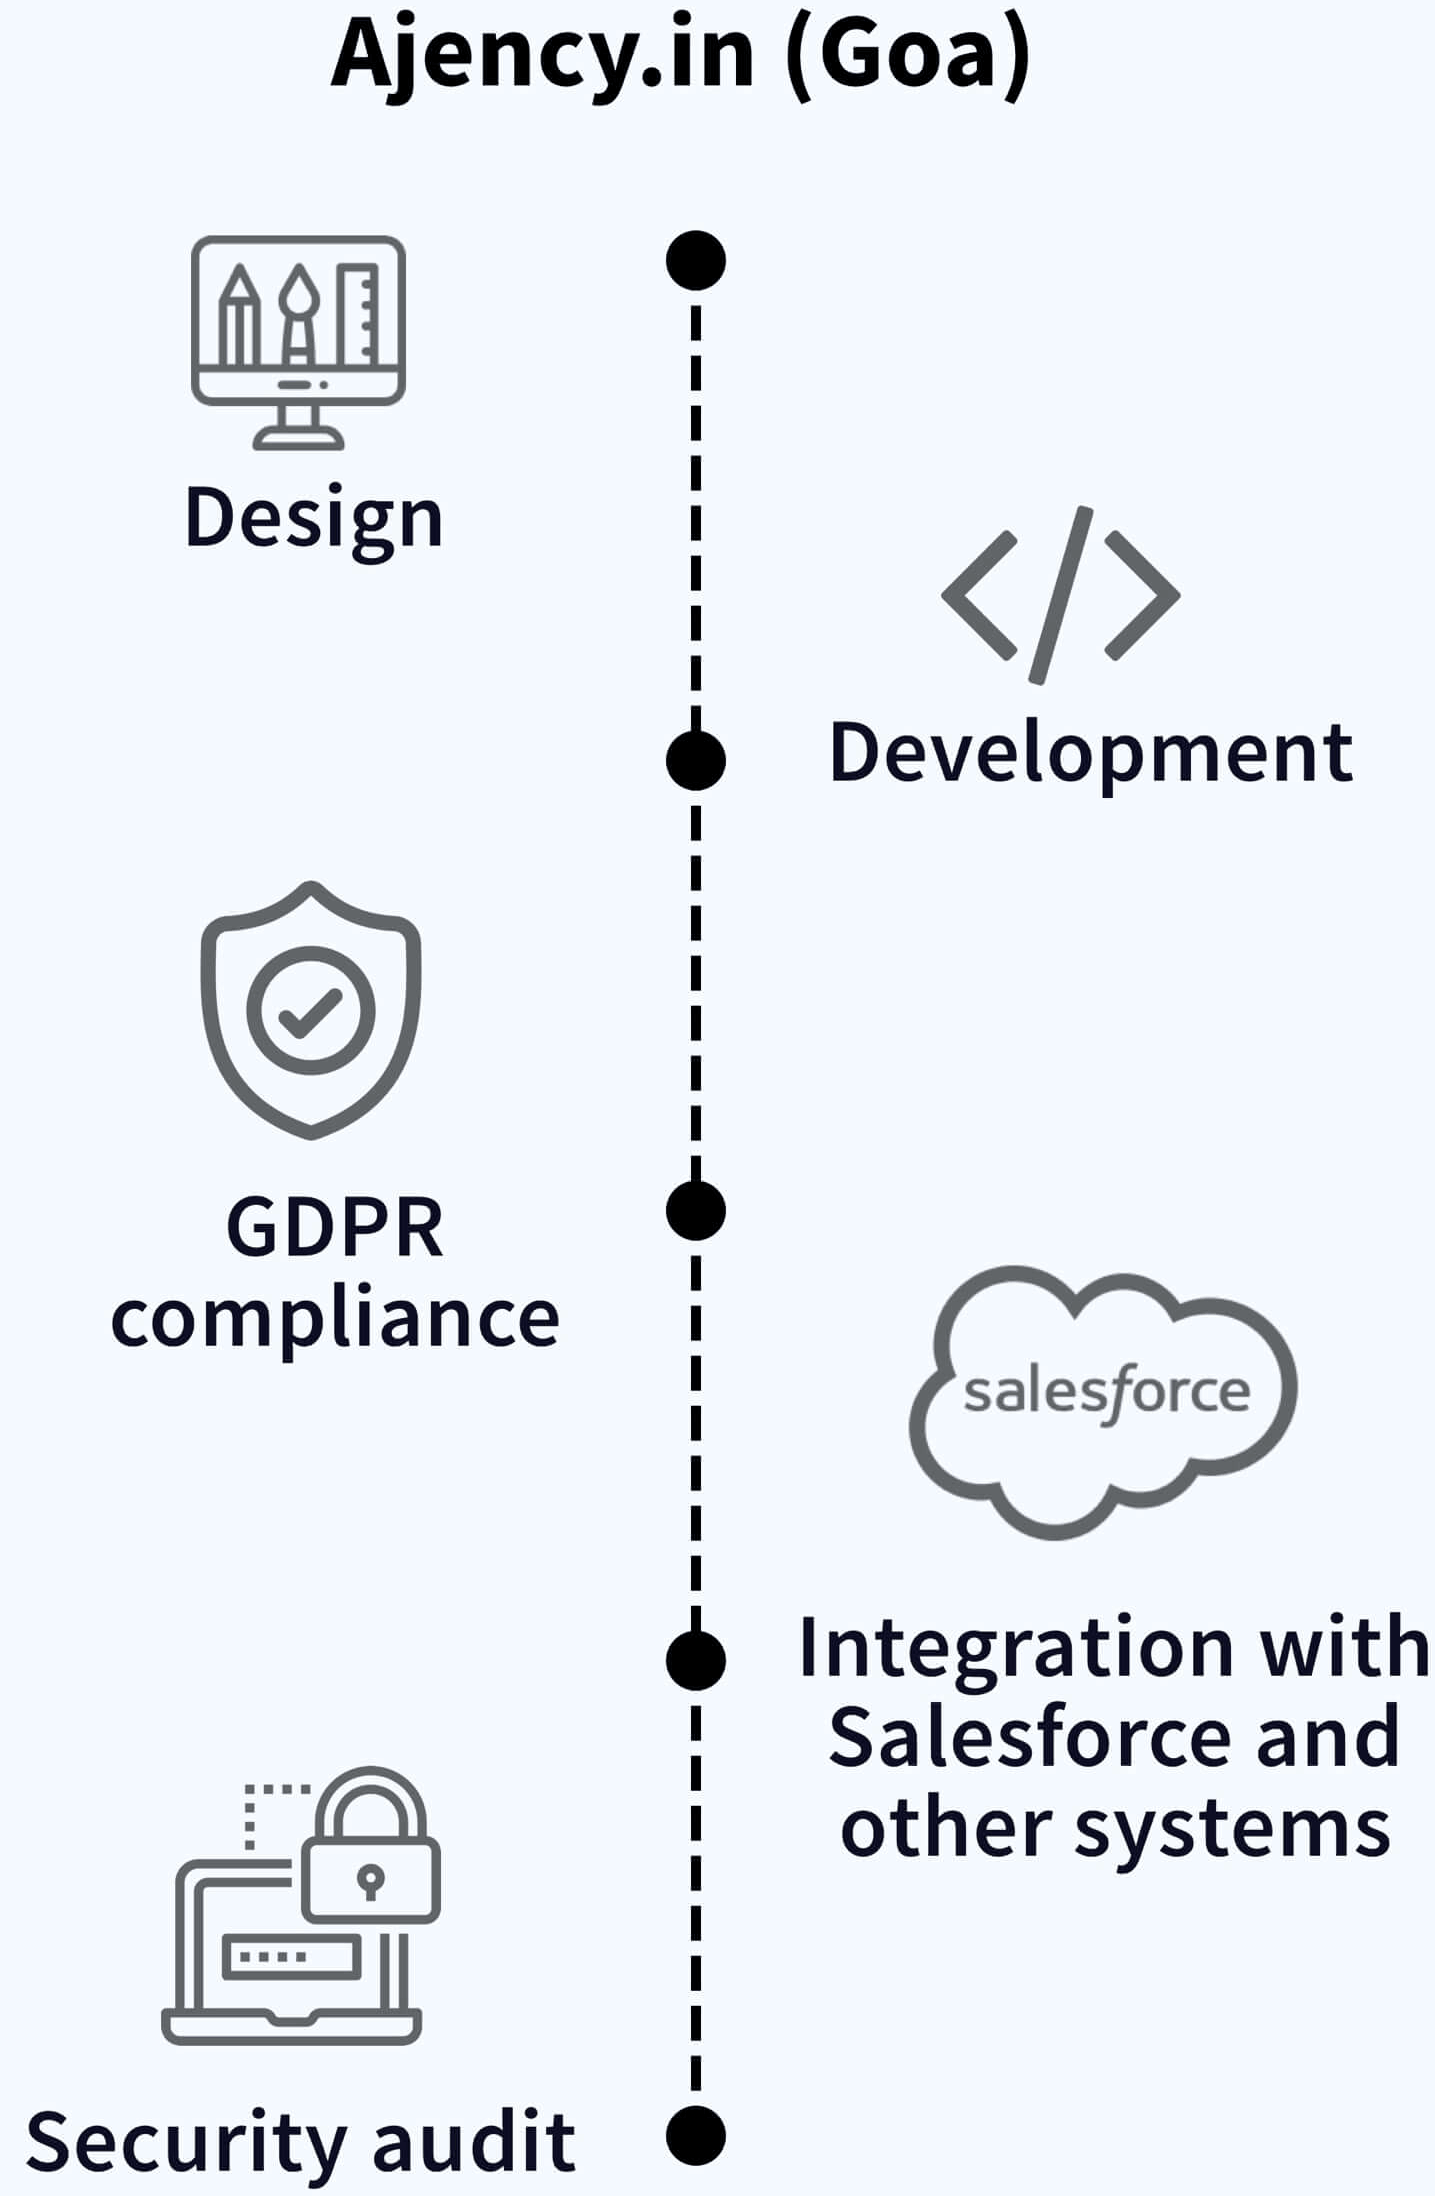 Ajency.in (Goa)
Design
Development
GDPR
compliance
salesforce
Integration with
Salesforce and
other systems
Security audit